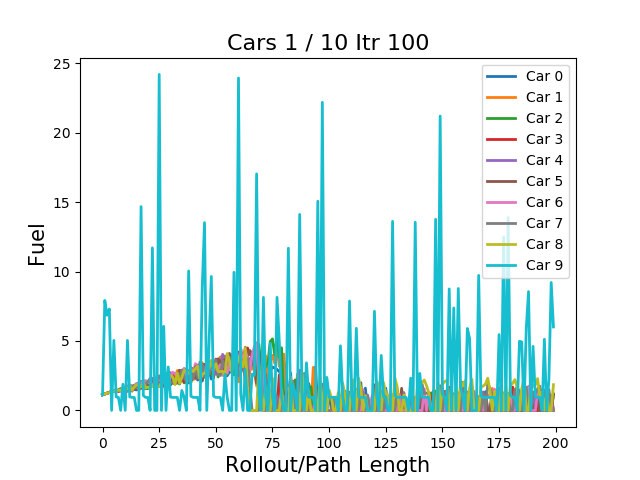 Cars 1 / 10 Itr 100
25
20
15
10
5
0
Fuel
0 25 50 75 100 125 150 175 200
Rollout/Path Length
Car 0
Car 1
Car 2
Car 3
Car 4
Car 5
Car 6
Car 7
Car 8
Car 9